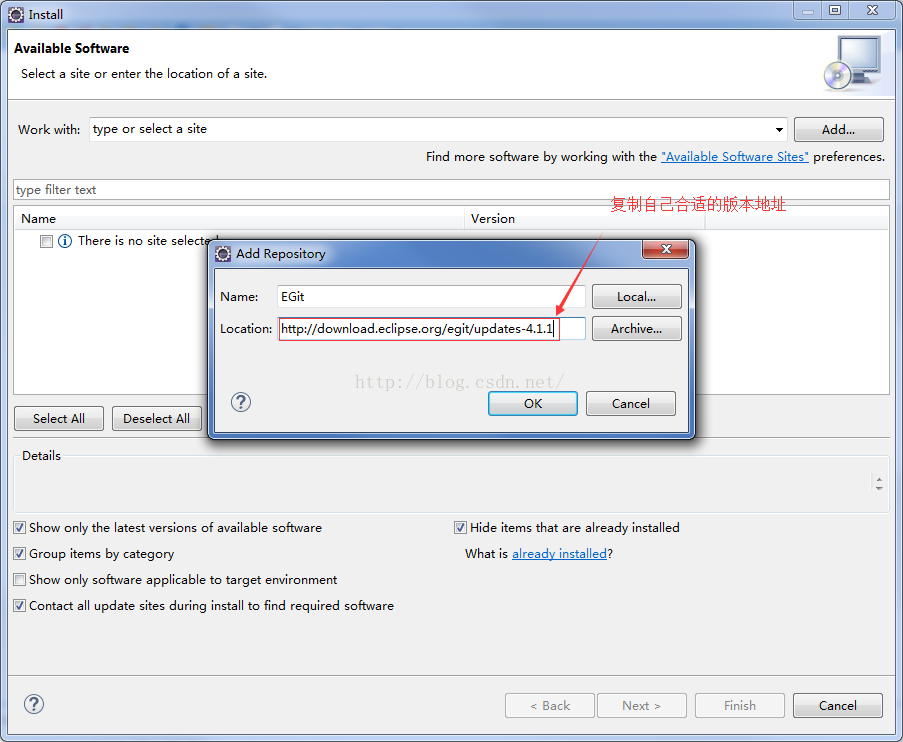 Install
Available Software
Select a site or enter the location of a site.
Work with: type or select a site Add...
Find more software by working with the "Available Software Sites" preferences.
type filter text
复制自己合适的版本地址
Name Version
There is no site selected
Add Repository
Name: EGit Local...
Location: http://download.eclipse.org/egit/updates-4.1.1 Archive...
http://blog.csdn.net/
OK Cancel
Select All Deselect All
Details
Show only the latest versions of available software Hide items that are already installed
Group items by category What is already installed?
Show only software applicable to target environment
Contact all update sites during install to find required software
< Back Next > Finish Cancel